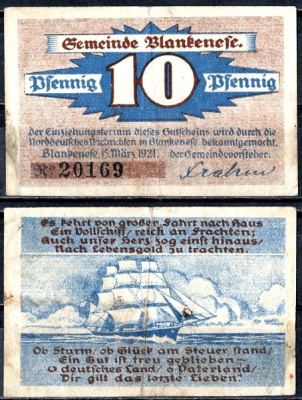 Gemeinde Blankenese.
Pfennig 10 Pfennig
der Einziehungstermin dieses Gutscheins wird durch die
Norddeutschen Nachrichten in Blankenese bekanntgemacht.
Blankenese, 15. März 1921. der Gemeindevorsteher.
No 20169
Es kehrt von großer Fahrt nach Haus
Ein Vollschiff, reich an Frachten;
Auch unser Herz zog einst hinaus,
Nach Lebensgold zu trachten.
Ob Sturm, ob Glück am Steuer stand,
Ein Gut ist treu geblieben –
O deutsches Land, o Vaterland,
Dir gilt das letzte Lieben.